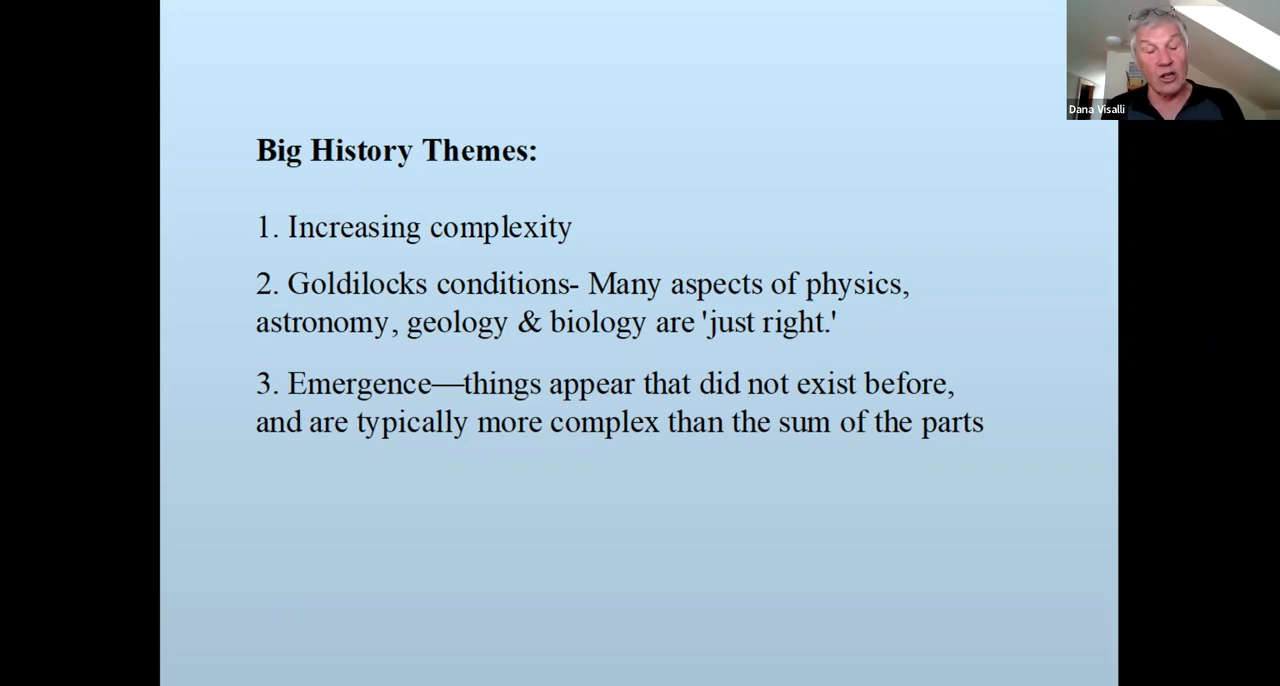 Dana Visalli
Big History Themes:
1. Increasing complexity
2. Goldilocks conditions- Many aspects of physics,
astronomy, geology & biology are 'just right.'
3. Emergence—things appear that did not exist before,
and are typically more complex than the sum of the parts